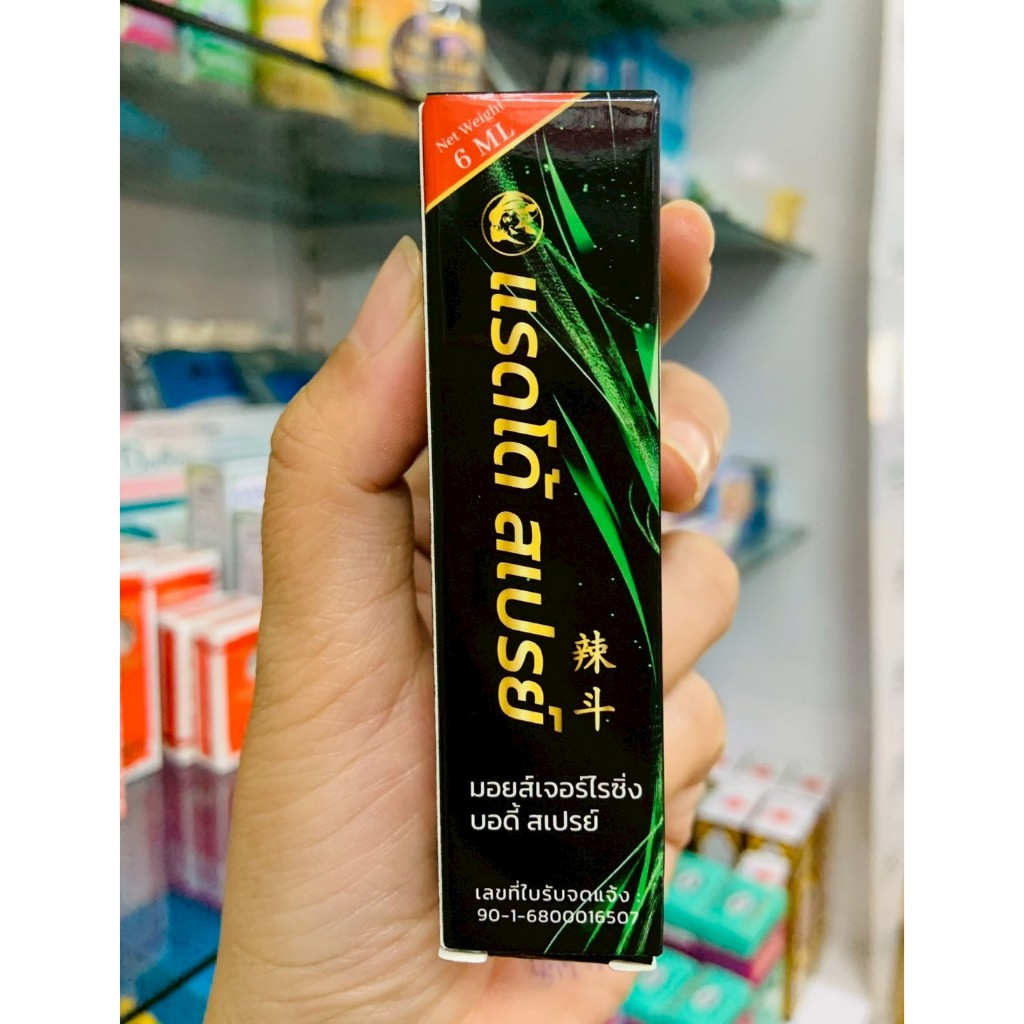 Net Weight
6 ML
แรดโด้ สเปรย์
辣斗
มอยส์เจอร์ไรซิ่ง
บอดี้ สเปรย์
เลขที่ใบรับจดแจ้ง :
90-1-6800016507